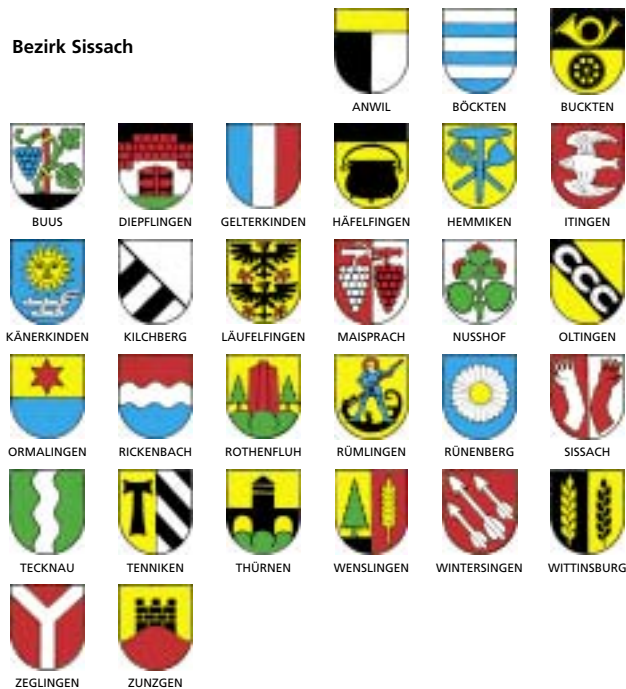 Bezirk Sissach
ANWIL BÖCKTEN BUCKTEN
BUUS DIEPFLINGEN GELTERKINDEN HÄFELFINGEN HEMMIKEN ITINGEN
KÄNERKINDEN KILCHBERG LÄUFELFINGEN MAISPRACH NUSSHOF OLTINGEN
ORMALINGEN RICKENBACH ROTHENFLUH RÜMLINGEN RÜNENBERG SISSACH
TECKNAU TENNIKEN THÜRNEN WENSLINGEN WINTERSINGEN WITTINSBURG
ZEGLINGEN ZUNZGEN